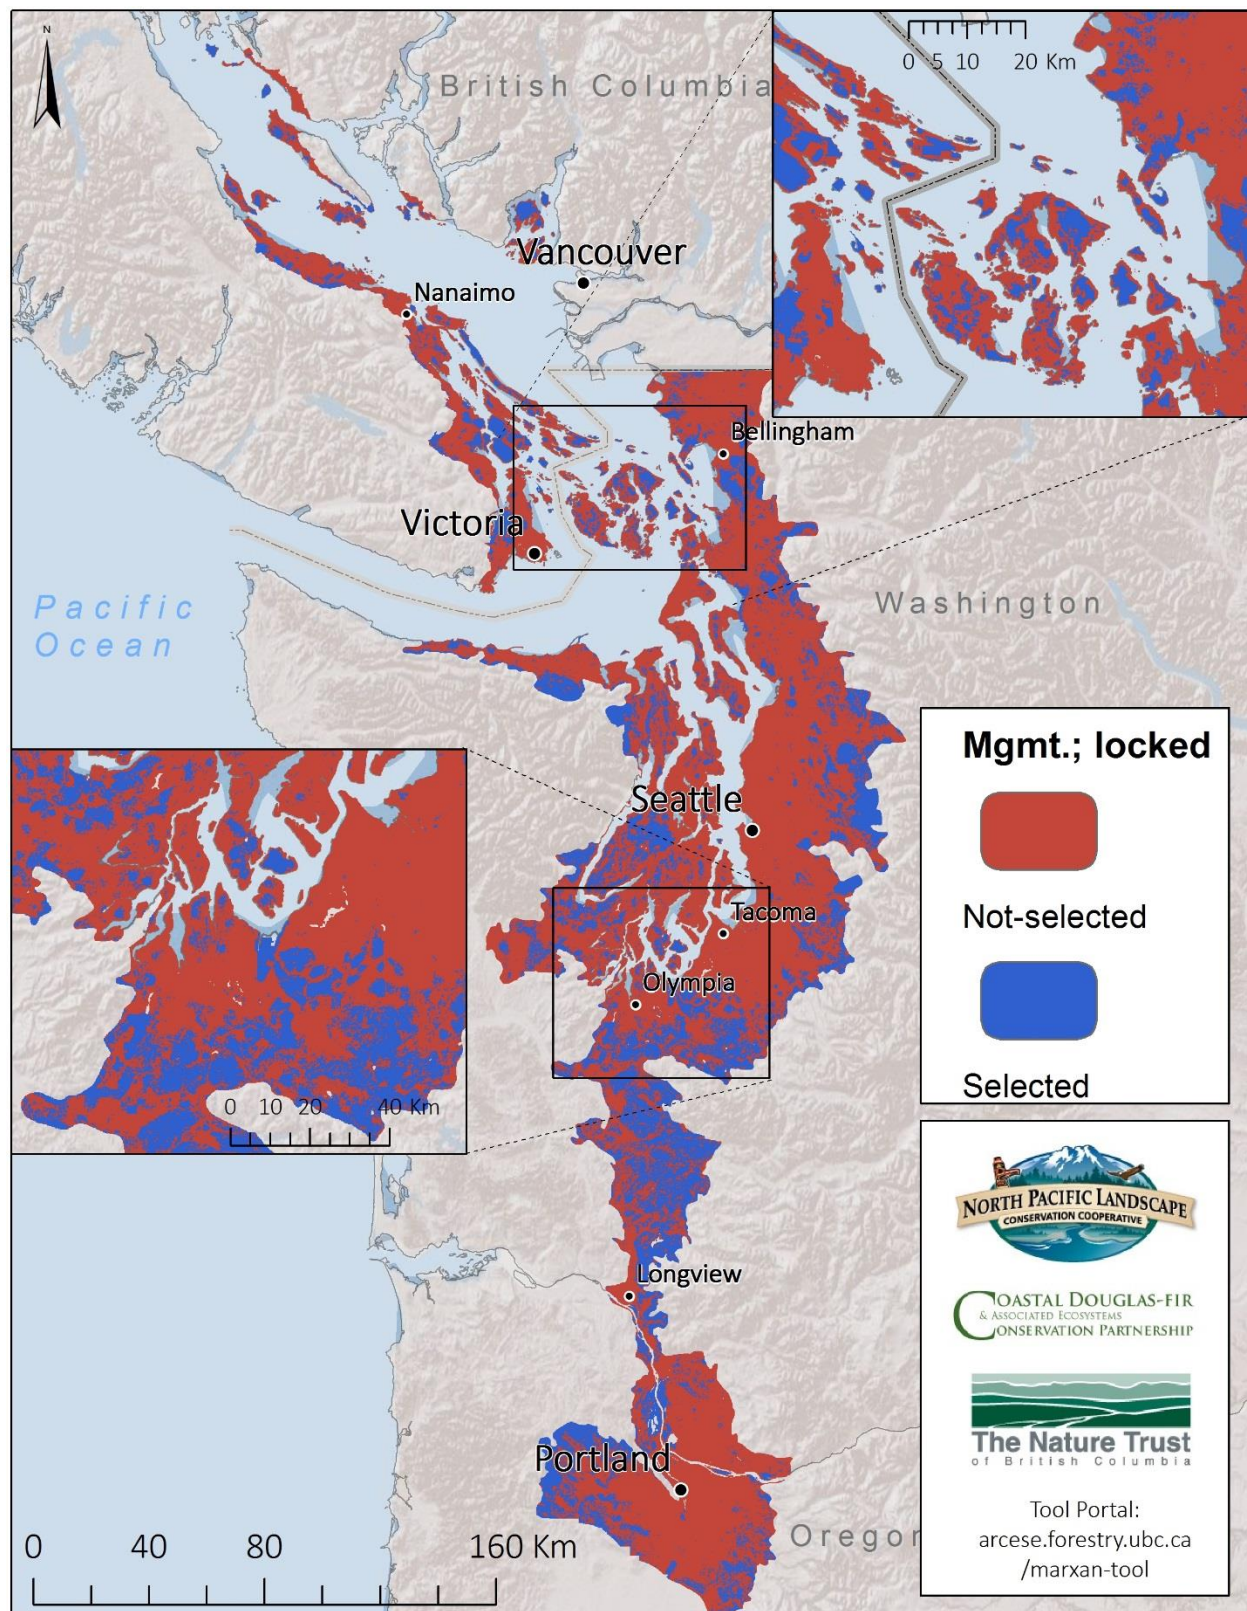 N
British Columbia
0 5 10 20 Km
Vancouver
Nanaimo
Bellingham
Victoria
Pacific
Ocean
Washington
Mgmt.; locked
Not-selected
Selected
Seattle
Tacoma
Olympia
0 10 20 40 Km
Longview
Portland
Oregon
0 40 80 160 Km
NORTH PACIFIC LANDSCAPE
CONSERVATION COOPERATIVE
COASTAL DOUGLAS-FIR
& ASSOCIATED ECOSYSTEMS
CONSERVATION PARTNERSHIP
The Nature Trust
of British Columbia
Tool Portal:
arcese.forestry.ubc.ca
/marxan-tool